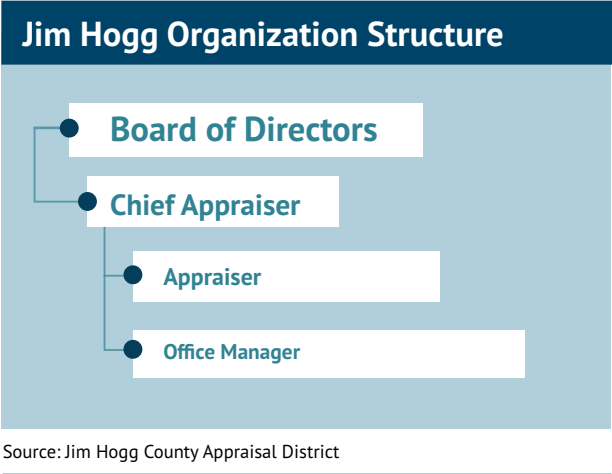 Jim Hogg Organization Structure
Board of Directors
Chief Appraiser
Appraiser
Office Manager
Source: Jim Hogg County Appraisal District